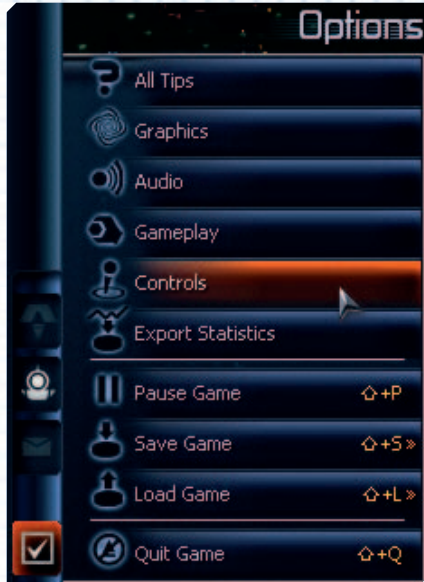 Options
All Tips
Graphics
Audio
Gameplay
Controls
Export Statistics
Pause Game ⇧+P
Save Game ⇧+S »
Load Game ⇧+L »
Quit Game ⇧+Q